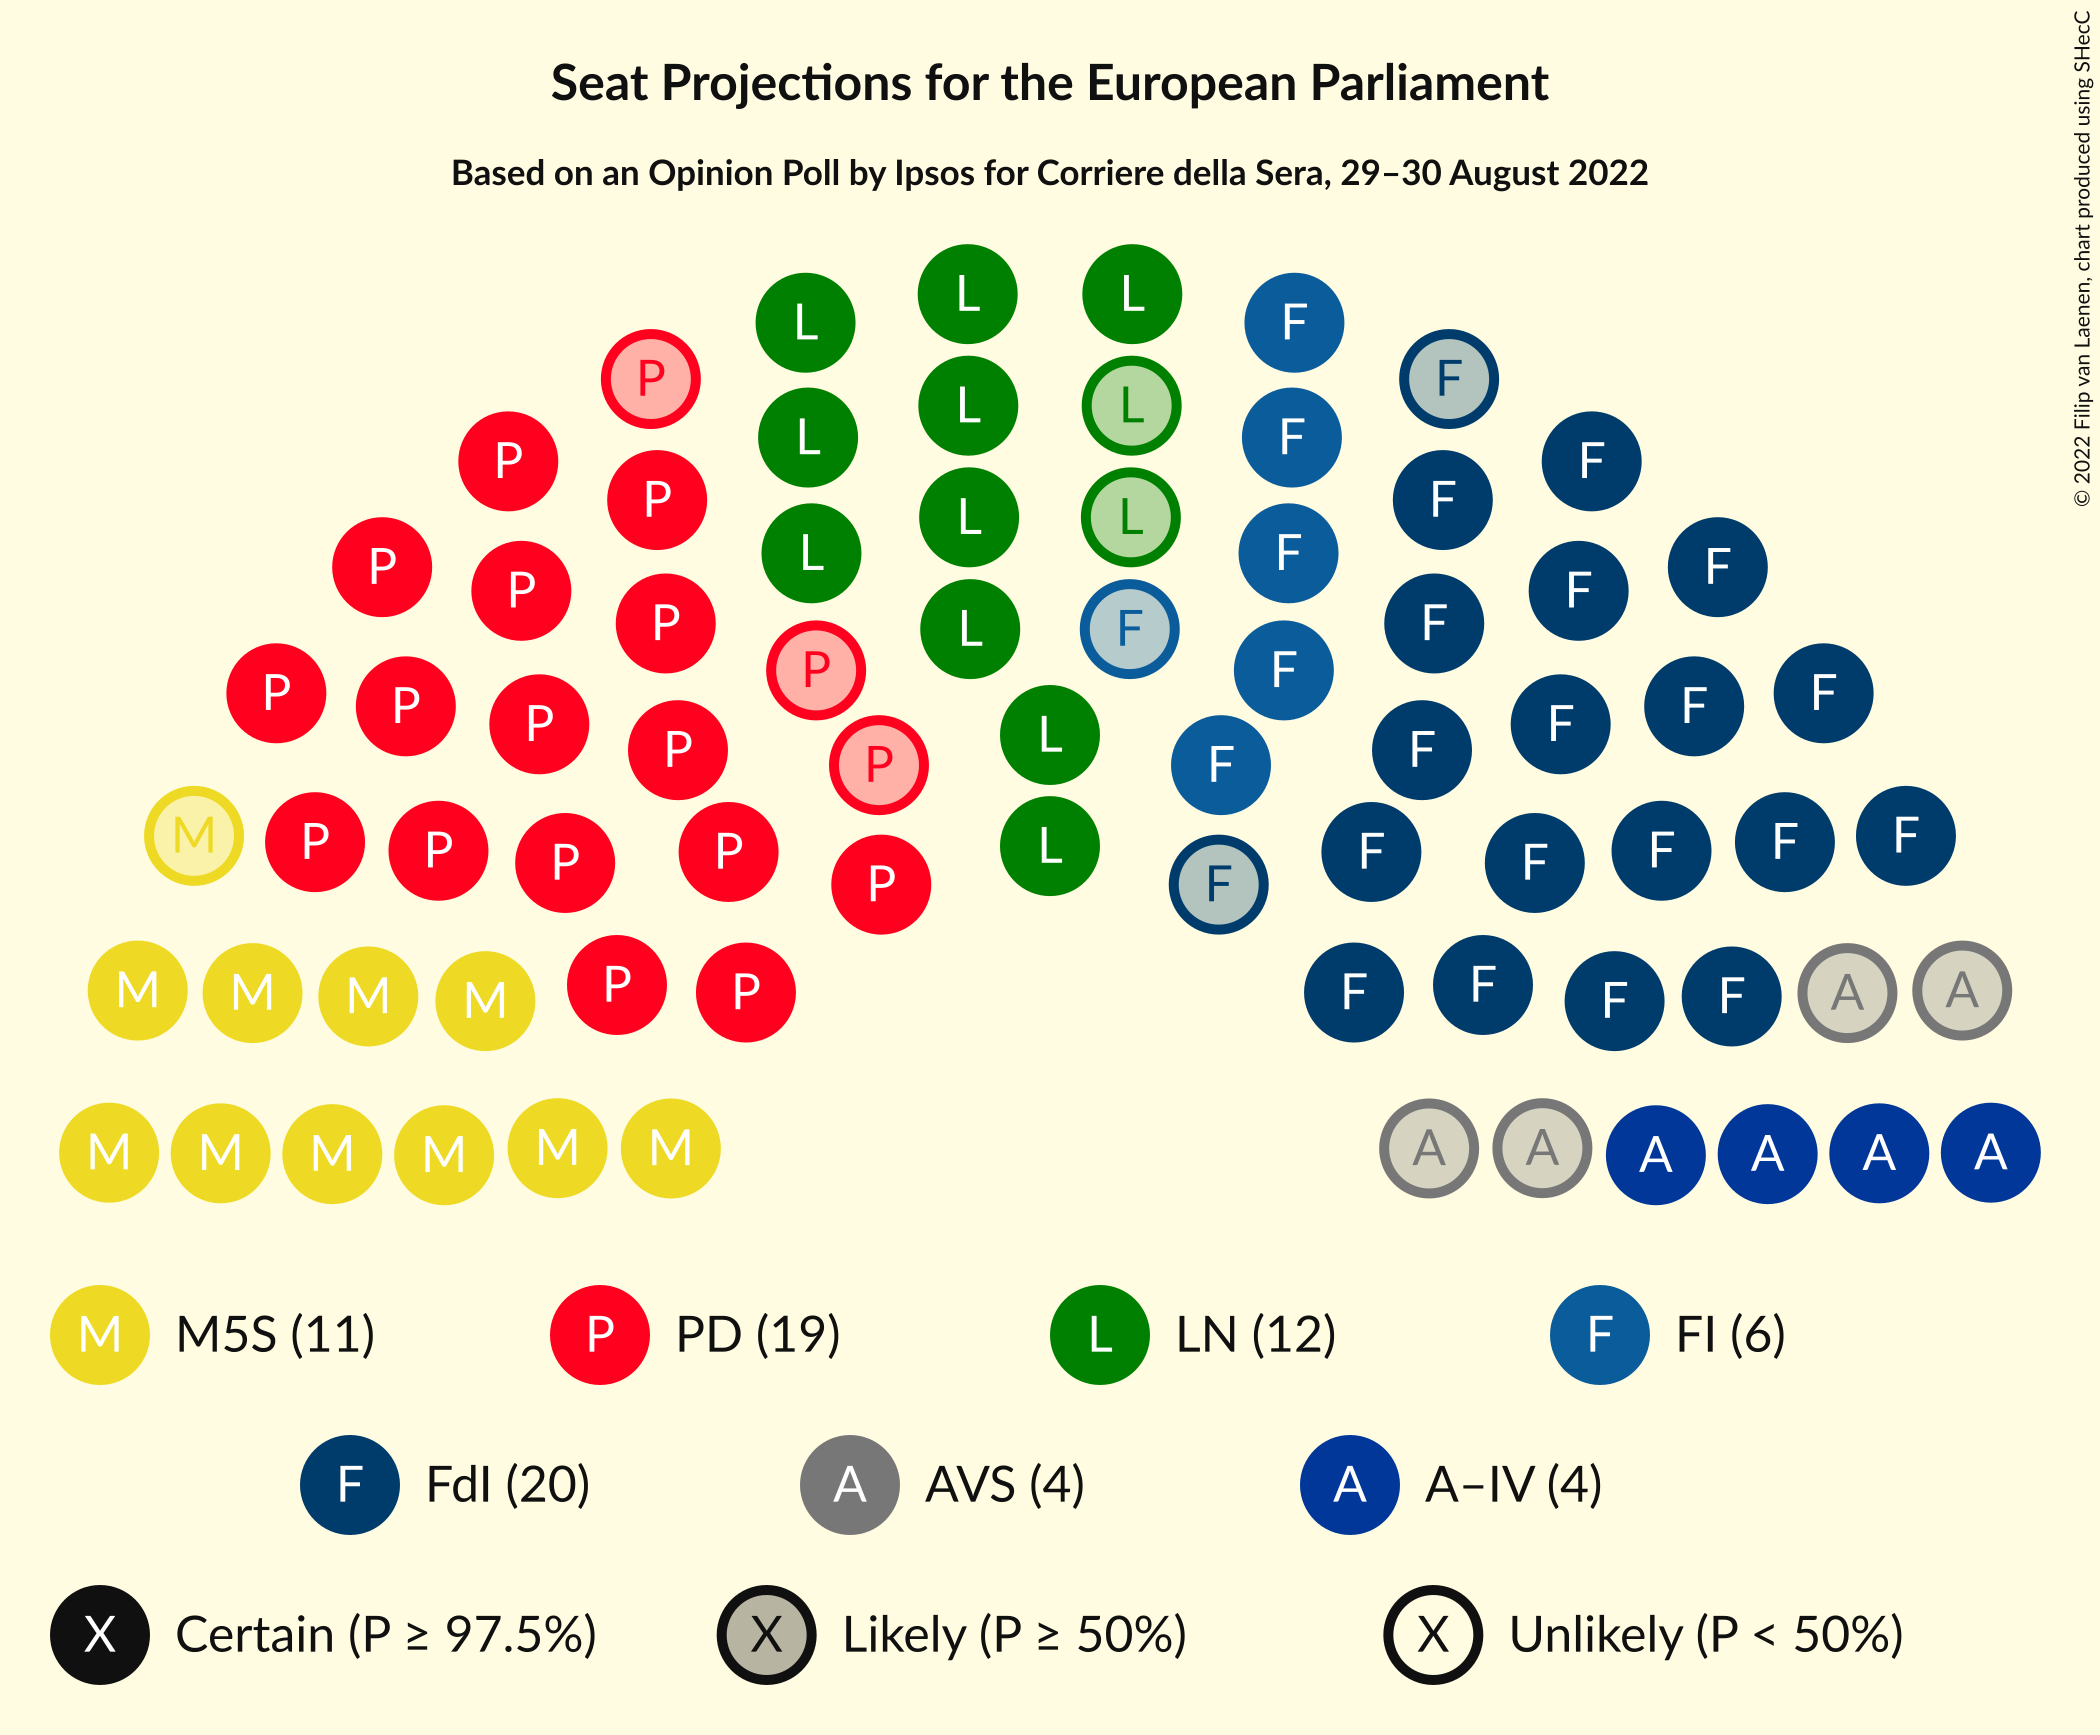 Seat Projections for the European Parliament
Based on an Opinion Poll by Ipsos for Corriere della Sera, 29–30 August 2022
© 2022 Filip van Laenen, chart produced using SHecC
L L
L F
P F
L L
L F
P F
P F
L L
L F
P F
P F
L F
P F
P P F F
P P P P F F F F
L
P F
M P P P P F F F F F
L
P F
M M M M P P F F F F A A
M M M M M M A A A A A A
M M5S (11) P PD (19) L LN (12) F FI (6)
F FdI (20) A AVS (4) A A–IV (4)
X Certain (P ≥ 97.5%) X Likely (P ≥ 50%) X Unlikely (P < 50%)